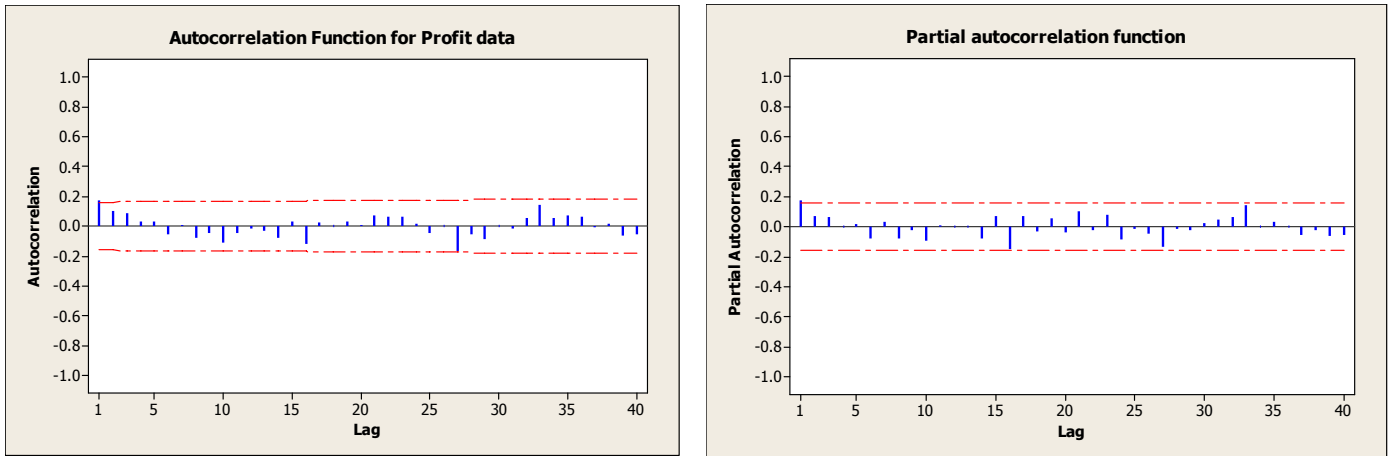 Autocorrelation Function for Profit data
Autocorrelation
1.0
0.8
0.6
0.4
0.2
0.0
-0.2
-0.4
-0.6
-0.8
-1.0
1 5 10 15 20 25 30 35 40
Lag
Partial autocorrelation function
Partial Autocorrelation
1.0
0.8
0.6
0.4
0.2
0.0
-0.2
-0.4
-0.6
-0.8
-1.0
1 5 10 15 20 25 30 35 40
Lag